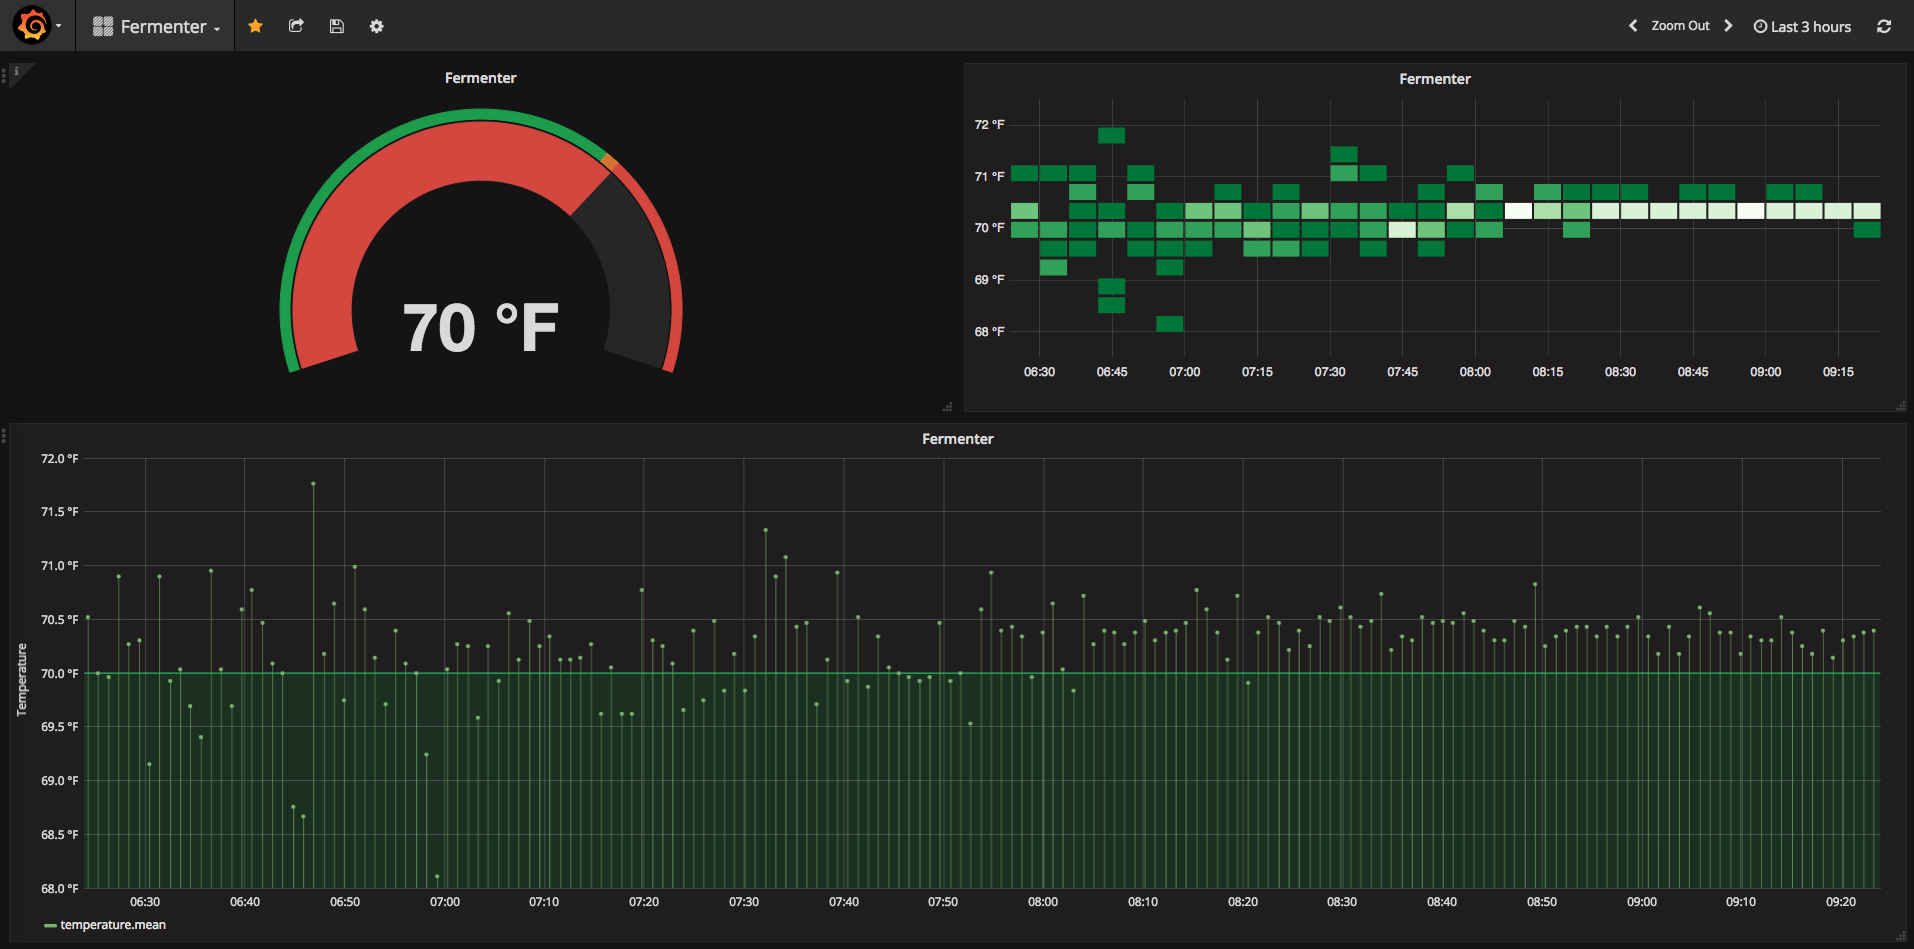 Fermenter
Zoom Out
Last 3 hours
i
Fermenter
70 °F
Fermenter
72 °F
71 °F
70 °F
69 °F
68 °F
06:30 06:45 07:00 07:15 07:30 07:45 08:00 08:15 08:30 08:45 09:00 09:15
Fermenter
Temperature
72.0 °F
71.5 °F
71.0 °F
70.5 °F
70.0 °F
69.5 °F
69.0 °F
68.5 °F
68.0 °F
06:30 06:40 06:50 07:00 07:10 07:20 07:30 07:40 07:50 08:00 08:10 08:20 08:30 08:40 08:50 09:00 09:10 09:20
temperature.mean